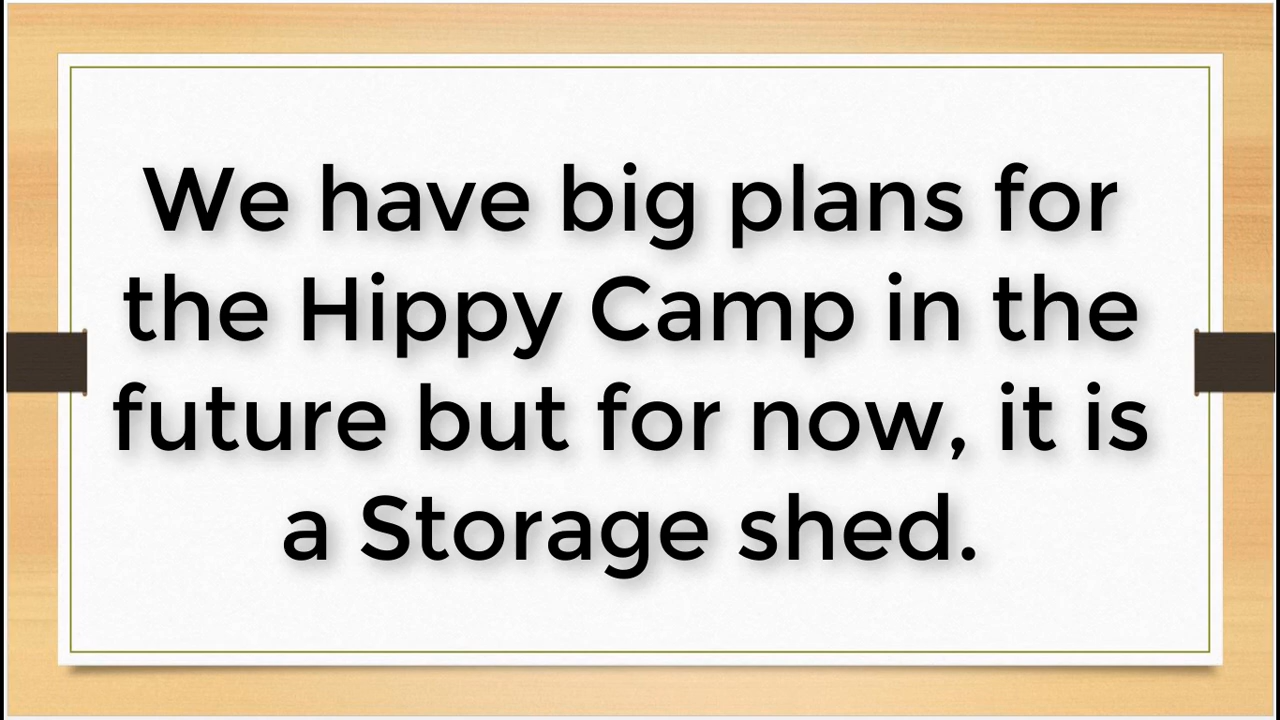 We have big plans for
the Hippy Camp in the
future but for now, it is
a Storage shed.